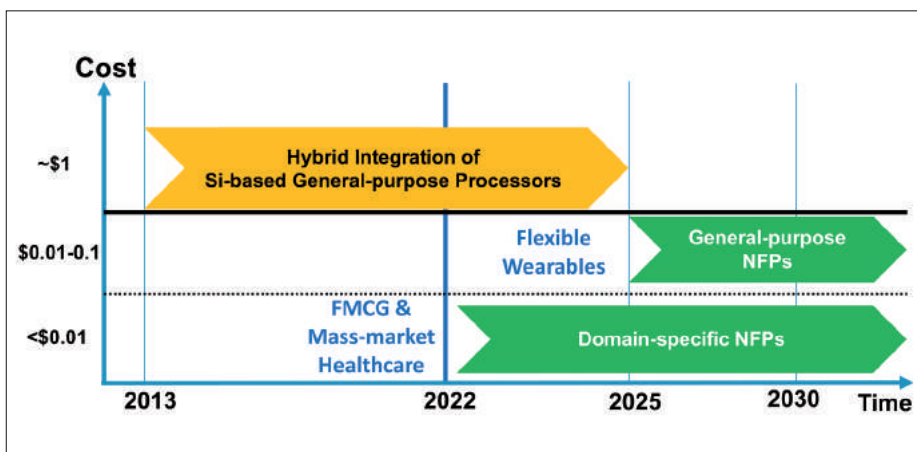 Cost
~$1
Hybrid Integration of
Si-based General-purpose Processors
$0.01-0.1
Flexible
Wearables
General-purpose
NFPs
<$0.01
FMCG &
Mass-market
Healthcare
Domain-specific NFPs
2013
2022
2025
2030
Time